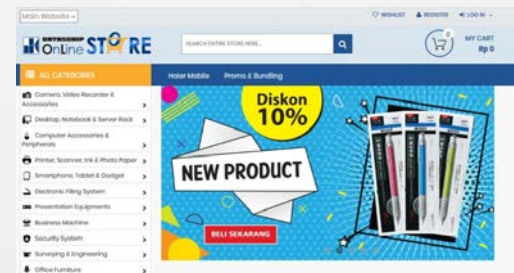 Main Website
WISHLIST
REGISTER
LOG IN
DATASCRIP
OnLine STORE
SEARCH ENTIRE STORE HERE...
0
MY CART
Rp 0
ALL CATEGORIES
Haier Mobile
Promo & Bundling
Camera, Video Recorder &
Accessories
Desktop, Notebook & Server Rack
Computer Accessories &
Peripherals
Printer, Scanner, Ink & Photo Paper
Smartphone, Tablet & Gadget
Electronic Filing System
Presentation Equipments
Business Machine
Security System
Surveying & Engineering
Office Furniture
Diskon
10%
NEW PRODUCT
BELI SEKARANG